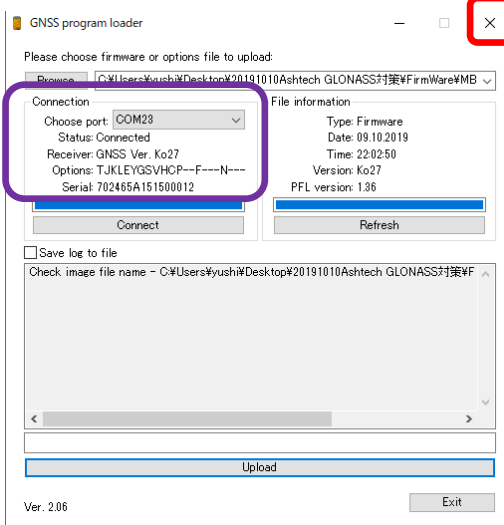 GNSS program loader
Please choose firmware or options file to upload:
Browse C:¥Users¥yushi¥Desktop¥20191010Ashtech GLONASS対策¥FirmWare¥MB
Connection
Choose port: COM23
Status: Connected
Receiver: GNSS Ver. Ko27
Options: TJKLEYGSVHCP--F---N---
Serial: 702465A151500012
Connect
File information
Type: Firmware
Date: 09.10.2019
Time: 22:02:50
Version: Ko27
PFL version: 1.36
Refresh
Save log to file
Check image file name - C:¥Users¥yushi¥Desktop¥20191010Ashtech GLONASS対策¥F
Upload
Ver. 2.06
Exit